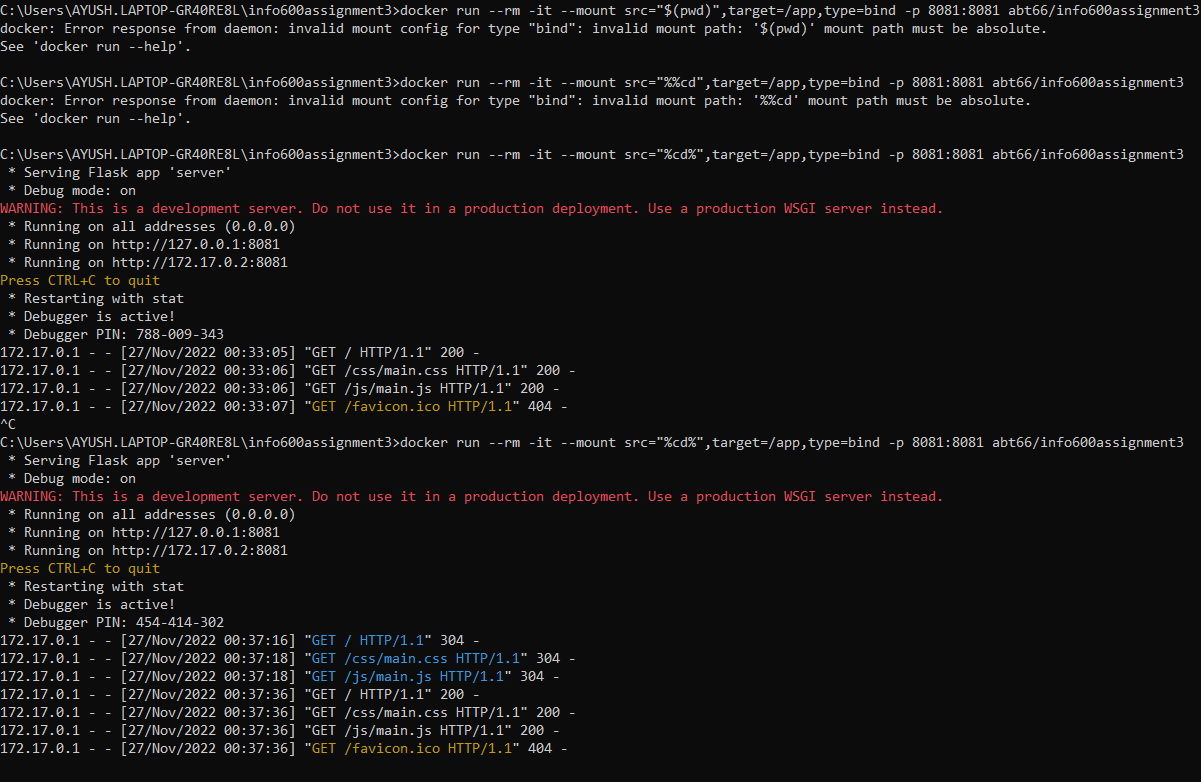 C:\Users\AYUSH.LAPTOP-GR40RE8L\info600assignment3>docker run --rm -it --mount src="$(pwd)",target=/app,type=bind -p 8081:8081 abt66/info600assignment3
docker: Error response from daemon: invalid mount config for type "bind": invalid mount path: '$(pwd)' mount path must be absolute.
See 'docker run --help'.
C:\Users\AYUSH.LAPTOP-GR40RE8L\info600assignment3>docker run --rm -it --mount src="%%cd",target=/app,type=bind -p 8081:8081 abt66/info600assignment3
docker: Error response from daemon: invalid mount config for type "bind": invalid mount path: '%%cd' mount path must be absolute.
See 'docker run --help'.
C:\Users\AYUSH.LAPTOP-GR40RE8L\info600assignment3>docker run --rm -it --mount src="%cd%",target=/app,type=bind -p 8081:8081 abt66/info600assignment3
 * Serving Flask app 'server'
 * Debug mode: on
WARNING: This is a development server. Do not use it in a production deployment. Use a production WSGI server instead.
 * Running on all addresses (0.0.0.0)
 * Running on http://127.0.0.1:8081
 * Running on http://172.17.0.2:8081
Press CTRL+C to quit
 * Restarting with stat
 * Debugger is active!
 * Debugger PIN: 788-009-343
172.17.0.1 - - [27/Nov/2022 00:33:05] "GET / HTTP/1.1" 200 -
172.17.0.1 - - [27/Nov/2022 00:33:06] "GET /css/main.css HTTP/1.1" 200 -
172.17.0.1 - - [27/Nov/2022 00:33:06] "GET /js/main.js HTTP/1.1" 200 -
172.17.0.1 - - [27/Nov/2022 00:33:07] "GET /favicon.ico HTTP/1.1" 404 -
^C
C:\Users\AYUSH.LAPTOP-GR40RE8L\info600assignment3>docker run --rm -it --mount src="%cd%",target=/app,type=bind -p 8081:8081 abt66/info600assignment3
 * Serving Flask app 'server'
 * Debug mode: on
WARNING: This is a development server. Do not use it in a production deployment. Use a production WSGI server instead.
 * Running on all addresses (0.0.0.0)
 * Running on http://127.0.0.1:8081
 * Running on http://172.17.0.2:8081
Press CTRL+C to quit
 * Restarting with stat
 * Debugger is active!
 * Debugger PIN: 454-414-302
172.17.0.1 - - [27/Nov/2022 00:37:16] "GET / HTTP/1.1" 304 -
172.17.0.1 - - [27/Nov/2022 00:37:18] "GET /css/main.css HTTP/1.1" 304 -
172.17.0.1 - - [27/Nov/2022 00:37:18] "GET /js/main.js HTTP/1.1" 304 -
172.17.0.1 - - [27/Nov/2022 00:37:36] "GET / HTTP/1.1" 200 -
172.17.0.1 - - [27/Nov/2022 00:37:36] "GET /css/main.css HTTP/1.1" 200 -
172.17.0.1 - - [27/Nov/2022 00:37:36] "GET /js/main.js HTTP/1.1" 200 -
172.17.0.1 - - [27/Nov/2022 00:37:36] "GET /favicon.ico HTTP/1.1" 404 -